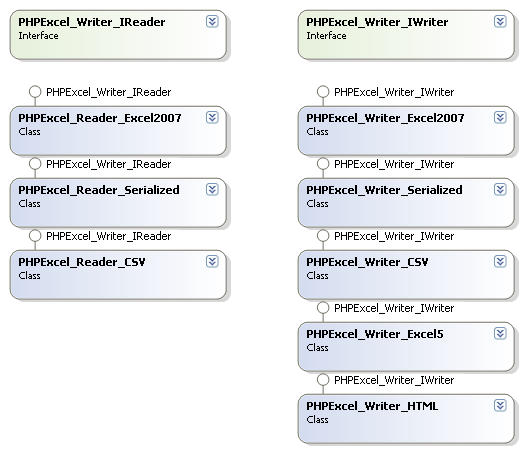 PHPExcel_Writer_IReader
Interface
PHPExcel_Writer_IReader
PHPExcel_Reader_Excel2007
Class
PHPExcel_Writer_IReader
PHPExcel_Reader_Serialized
Class
PHPExcel_Writer_IReader
PHPExcel_Reader_CSV
Class
PHPExcel_Writer_IWriter
Interface
PHPExcel_Writer_IWriter
PHPExcel_Writer_Excel2007
Class
PHPExcel_Writer_IWriter
PHPExcel_Writer_Serialized
Class
PHPExcel_Writer_IWriter
PHPExcel_Writer_CSV
Class
PHPExcel_Writer_IWriter
PHPExcel_Writer_Excel5
Class
PHPExcel_Writer_IWriter
PHPExcel_Writer_HTML
Class